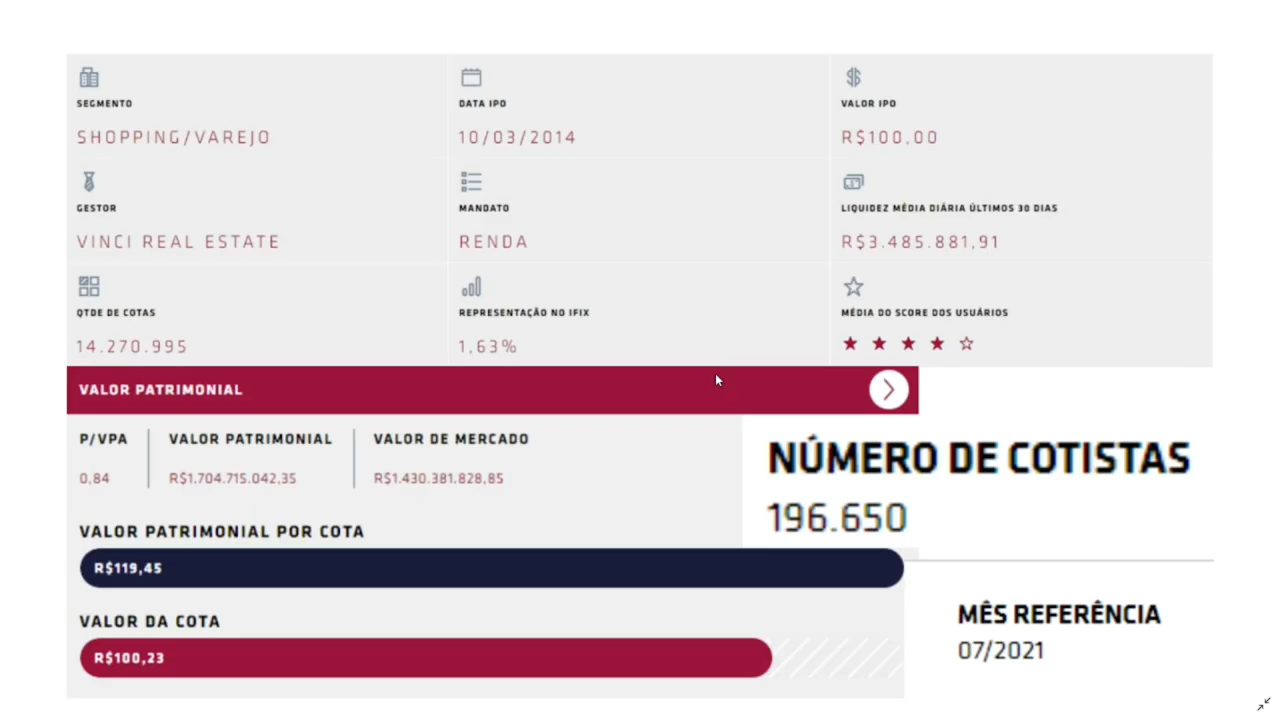 SEGMENTO
SHOPPING/VAREJO
DATA IPO
10/03/2014
VALOR IPO
R$100,00
GESTOR
VINCI REAL ESTATE
MANDATO
RENDA
LIQUIDEZ MÉDIA DIÁRIA ÚLTIMOS 30 DIAS
R$3.485.881,91
QTDE DE COTAS
14.270.995
REPRESENTAÇÃO NO IFIX
1,63%
MÉDIA DO SCORE DOS USUÁRIOS
VALOR PATRIMONIAL
P/VPA
0,84
VALOR PATRIMONIAL
R$1.704.715.042,35
VALOR DE MERCADO
R$1.430.381.828,85
NÚMERO DE COTISTAS
196.650
VALOR PATRIMONIAL POR COTA
R$119,45
VALOR DA COTA
R$100,23
MÊS REFERÊNCIA
07/2021